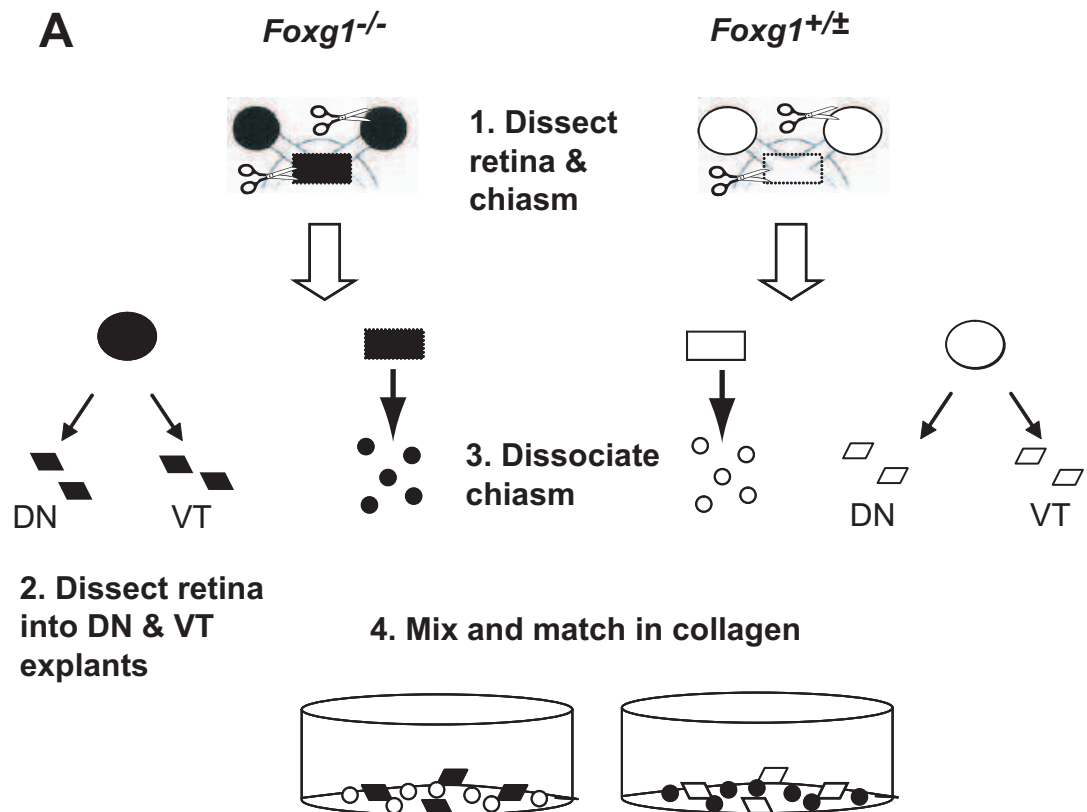 A
Foxg1-/-
Foxg1+/±
1. Dissect
retina &
chiasm
3. Dissociate
chiasm
DN
VT
DN
VT
2. Dissect retina
into DN & VT
explants
4. Mix and match in collagen